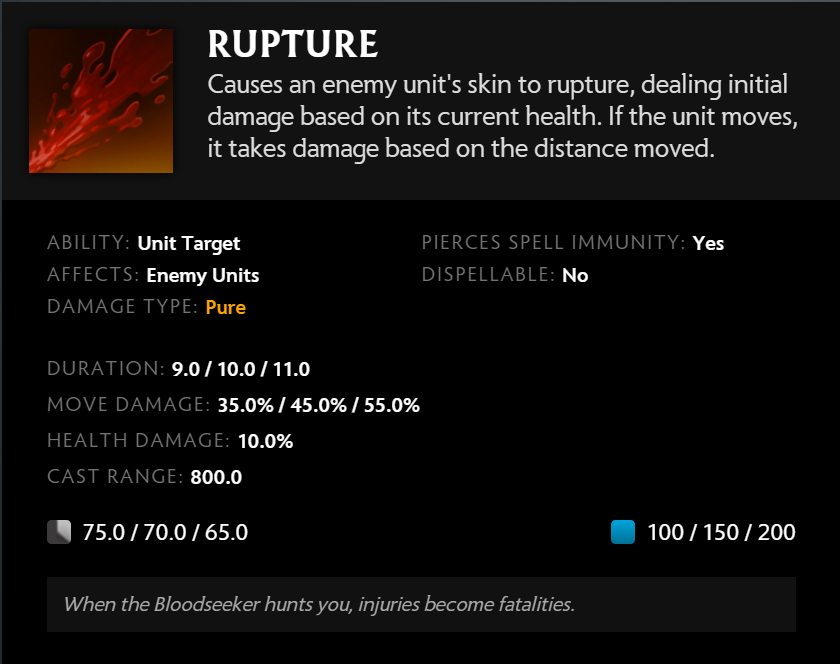 RUPTURE
Causes an enemy unit's skin to rupture, dealing initial
damage based on its current health. If the unit moves,
it takes damage based on the distance moved.
ABILITY: Unit Target
AFFECTS: Enemy Units
DAMAGE TYPE: Pure
PIERCES SPELL IMMUNITY: Yes
DISPELLABLE: No
DURATION: 9.0 / 10.0 / 11.0
MOVE DAMAGE: 35.0% / 45.0% / 55.0%
HEALTH DAMAGE: 10.0%
CAST RANGE: 800.0
75.0 / 70.0 / 65.0
100 / 150 / 200
When the Bloodseeker hunts you, injuries become fatalities.